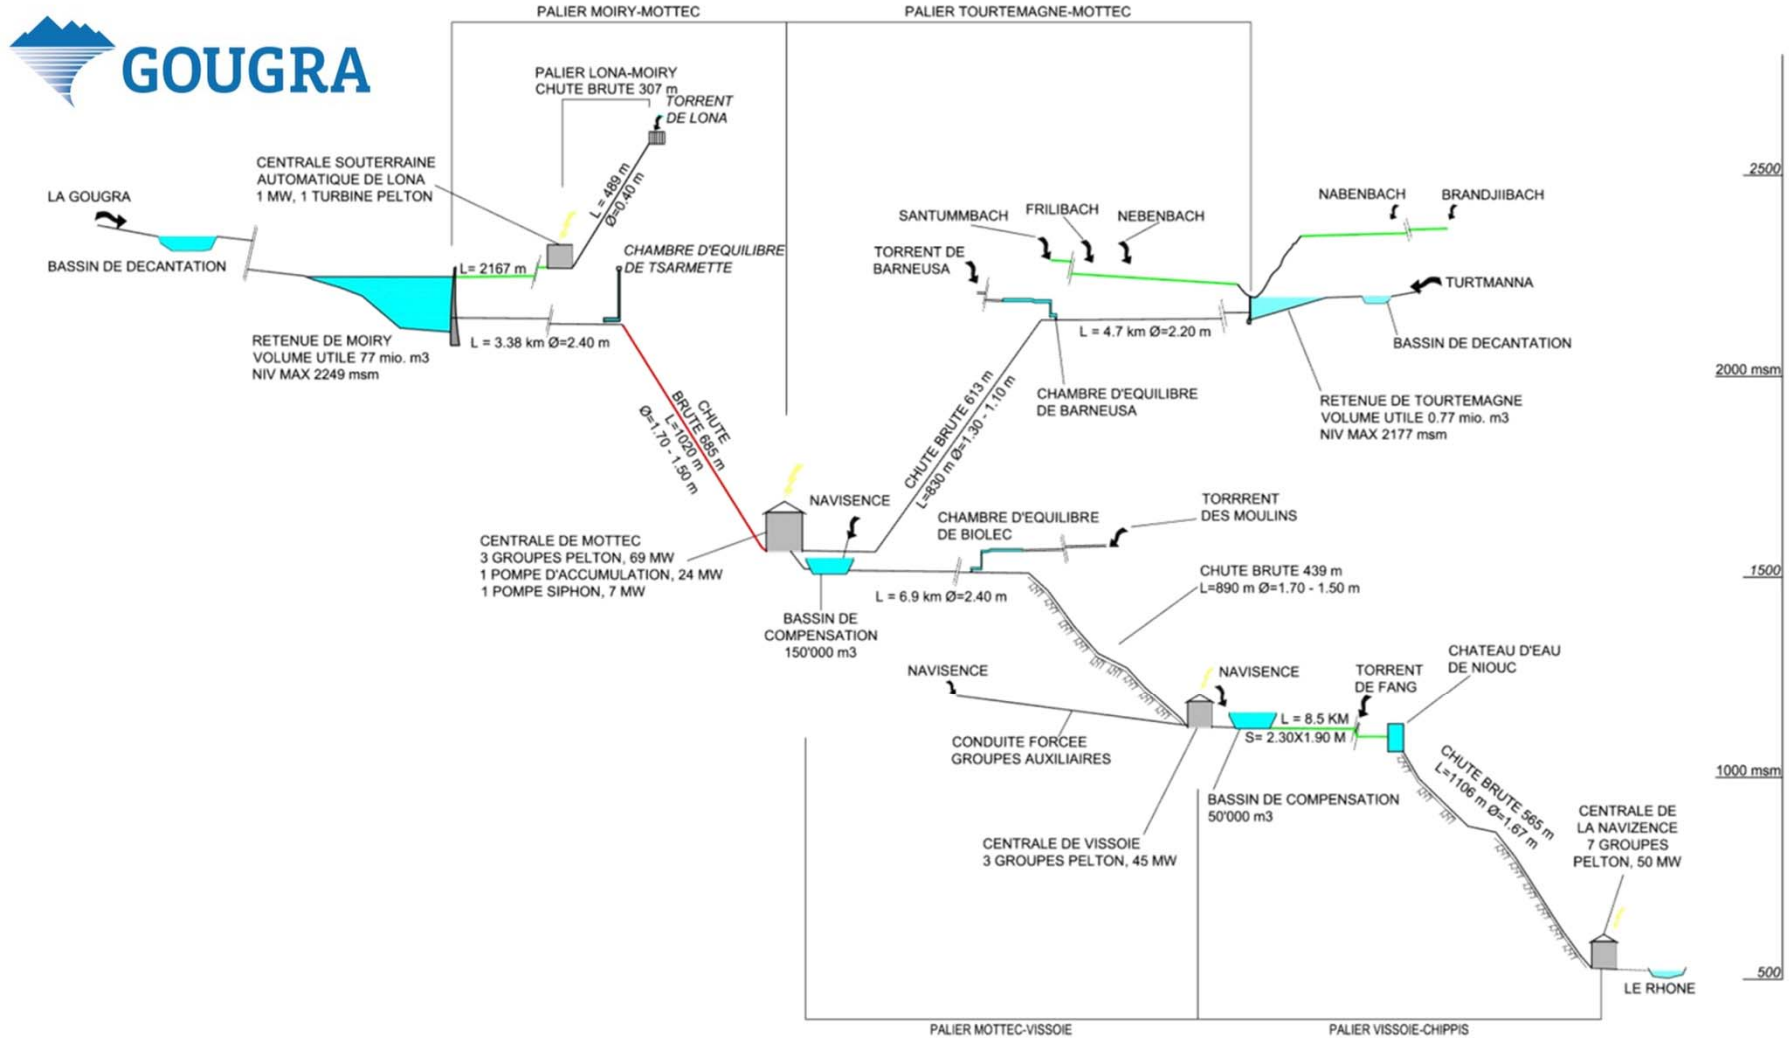 PALIER MOIRY-MOTTEC
PALIER TOURTEMAGNE-MOTTEC
GOUGRA
PALIER LONA-MOIRY
CHUTE BRUTE 307 m
TORRENT
DE LONA
CENTRALE SOUTERRAINE
AUTOMATIQUE DE LONA
1 MW, 1 TURBINE PELTON
L = 489 m
Ø=0.40 m
LA GOUGRA
BASSIN DE DECANTATION
L= 2167 m
CHAMBRE D'EQUILIBRE
DE TSARMETTE
RETENUE DE MOIRY
VOLUME UTILE 77 mio. m3
NIV MAX 2249 msm
L = 3.38 km Ø=2.40 m
CHUTE
BRUTE 685 m
L=1020 m
Ø=1.70 - 1.50 m
SANTUMMBACH
FRILIBACH
NEBENBACH
NABENBACH
BRANDJIIBACH
TORRENT DE
BARNEUSA
TURTMANNA
L = 4.7 km Ø=2.20 m
BASSIN DE DECANTATION
CHAMBRE D'EQUILIBRE
DE BARNEUSA
RETENUE DE TOURTEMAGNE
VOLUME UTILE 0.77 mio. m3
NIV MAX 2177 msm
CHUTE BRUTE 613 m
L=830 m Ø=1.30 - 1.10 m
2500
2000 msm
1500
1000 msm
500
NAVISENCE
CENTRALE DE MOTTEC
3 GROUPES PELTON, 69 MW
1 POMPE D'ACCUMULATION, 24 MW
1 POMPE SIPHON, 7 MW
CHAMBRE D'EQUILIBRE
DE BIOLEC
TORRRENT
DES MOULINS
L = 6.9 km Ø=2.40 m
BASSIN DE
COMPENSATION
150'000 m3
CHUTE BRUTE 439 m
L=890 m Ø=1.70 - 1.50 m
NAVISENCE
NAVISENCE
CONDUITE FORCEE
GROUPES AUXILIAIRES
TORRENT
DE FANG
CHATEAU D'EAU
DE NIOUC
L = 8.5 KM
S= 2.30X1.90 M
BASSIN DE COMPENSATION
50'000 m3
CENTRALE DE VISSOIE
3 GROUPES PELTON, 45 MW
CHUTE BRUTE 565 m
L=1106 m Ø=1.67 m
CENTRALE DE
LA NAVIZENCE
7 GROUPES
PELTON, 50 MW
LE RHONE
PALIER MOTTEC-VISSOIE
PALIER VISSOIE-CHIPPIS